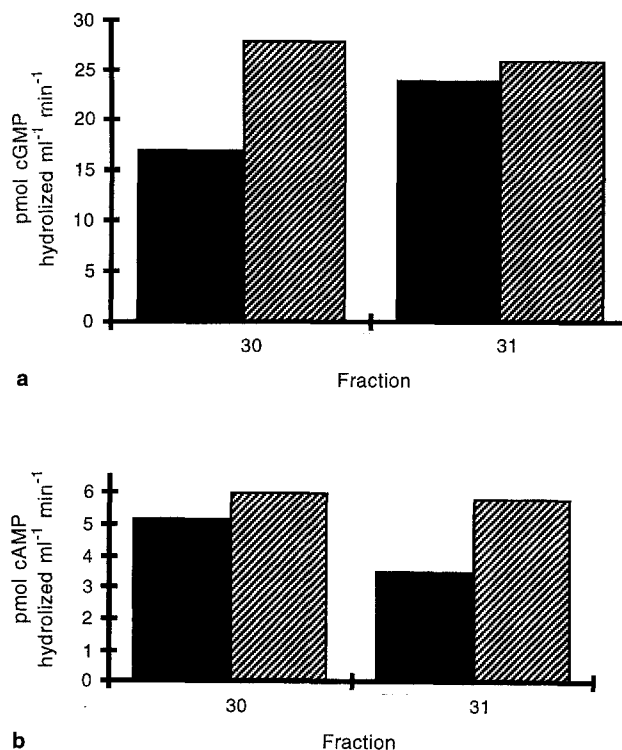 30
25
20
15
10
5
0
pmol cGMP
hydrolized ml⁻¹ min⁻¹
30 31
a Fraction
6
5
4
3
2
1
0
pmol cAMP
hydrolized ml⁻¹ min⁻¹
30 31
b Fraction